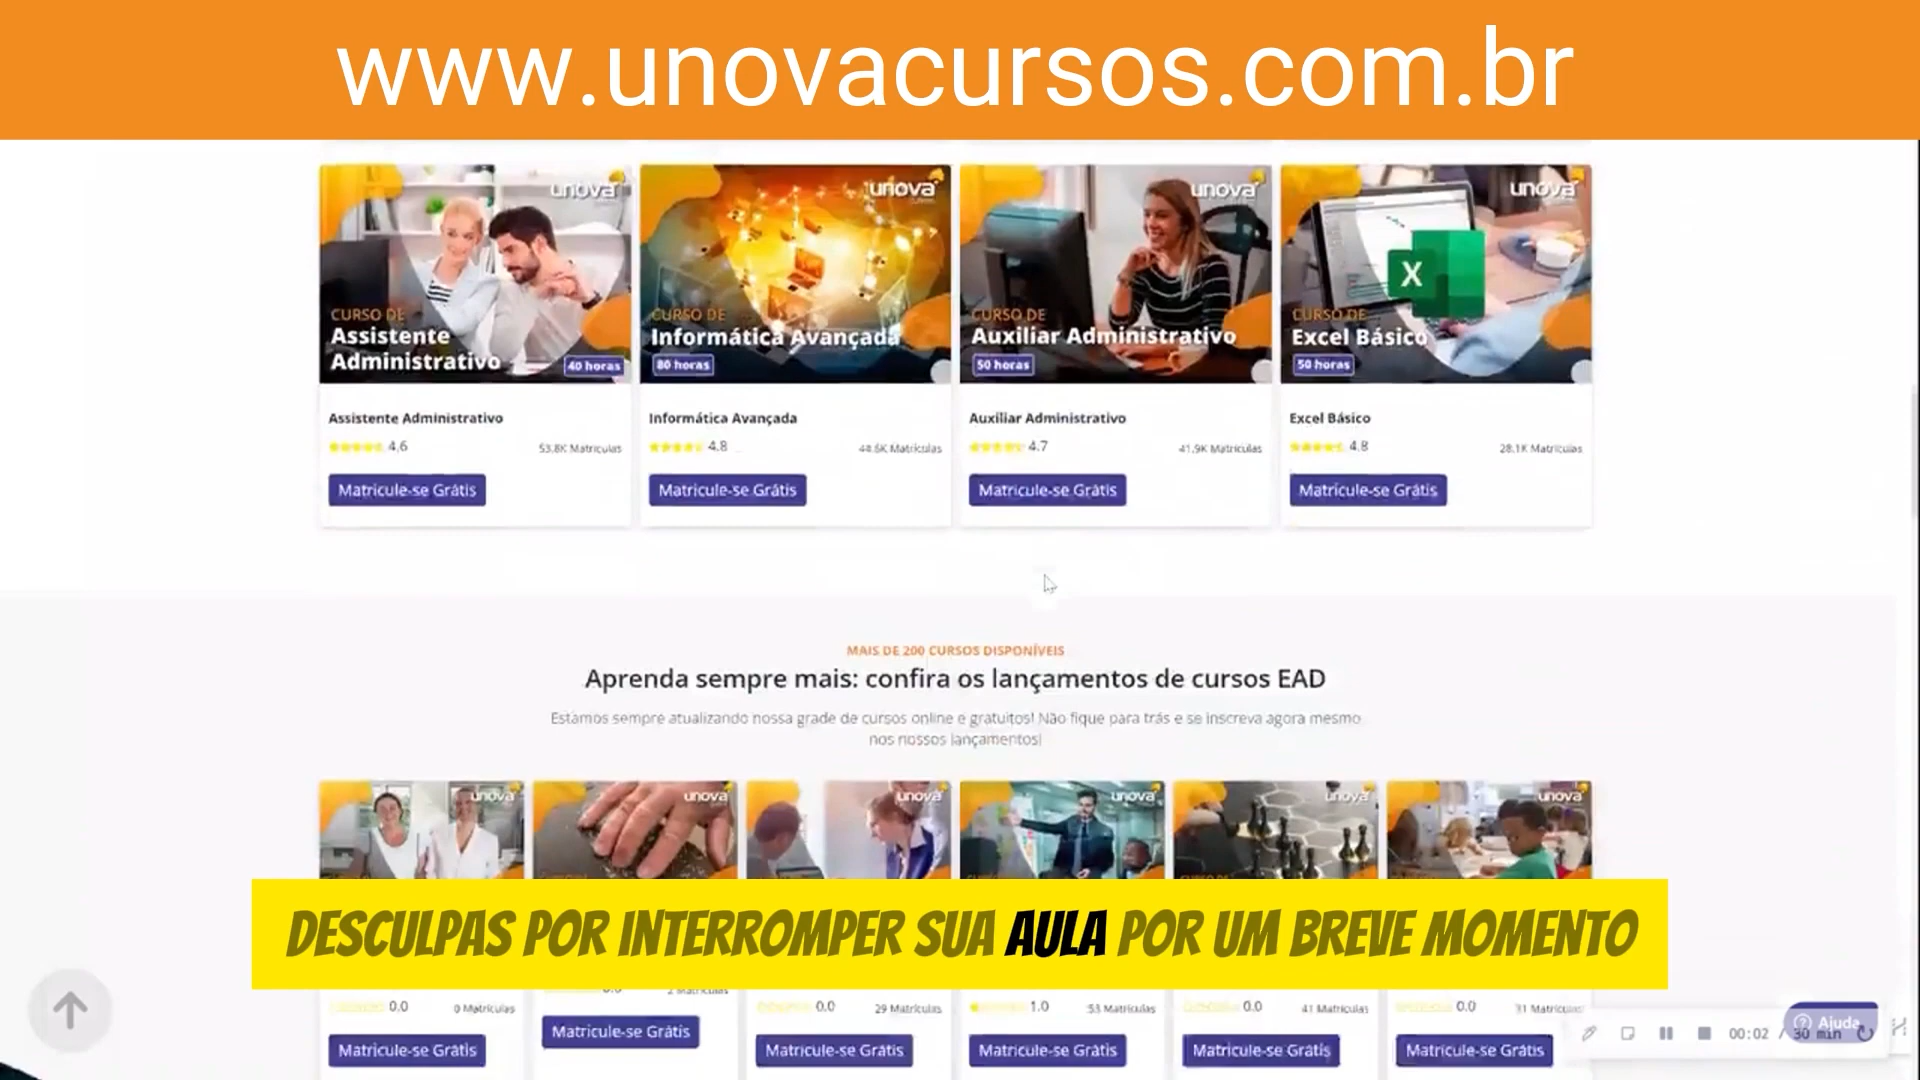 www.unovacursos.com.br
unova
unova
unova
unova
CURSO DE
Assistente
Administrativo
40 horas
CURSO DE
Informática Avançada
80 horas
CURSO DE
Auxiliar Administrativo
50 horas
CURSO DE
Excel Básico
50 horas
X
Assistente Administrativo
4.6
53.8K Matrículas
Matricule-se Grátis
Informática Avançada
4.8
44.6K Matrículas
Matricule-se Grátis
Auxiliar Administrativo
4.7
41.9K Matrículas
Matricule-se Grátis
Excel Básico
4.8
28.1K Matrículas
Matricule-se Grátis
MAIS DE 200 CURSOS DISPONÍVEIS
Aprenda sempre mais: confira os lançamentos de cursos EAD
Estamos sempre atualizando nossa grade de cursos online e gratuitos! Não fique para trás e se inscreva agora mesmo
nos nossos lançamentos!
unova
unova
unova
unova
unova
unova
DESCULPAS POR INTERROMPER SUA AULA POR UM BREVE MOMENTO
0.0
0 Matrículas
Matricule-se Grátis
2 Matrículas
Matricule-se Grátis
0.0
29 Matrículas
Matricule-se Grátis
1.0
53 Matrículas
Matricule-se Grátis
0.0
41 Matrículas
Matricule-se Grátis
0.0
31 Matrículas
Matricule-se Grátis
Ajuda
00:02 / 30 min